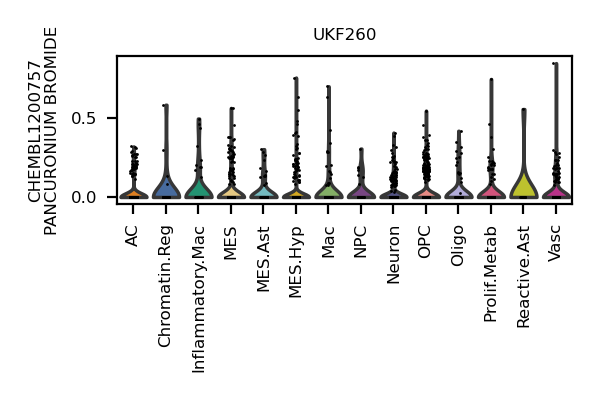 UKF260
CHEMBL1200757
PANCURONIUM BROMIDE
0.5
0.0
AC
Chromatin.Reg
Inflammatory.Mac
MES
MES.Ast
MES.Hyp
Mac
NPC
Neuron
OPC
Oligo
Prolif.Metab
Reactive.Ast
Vasc